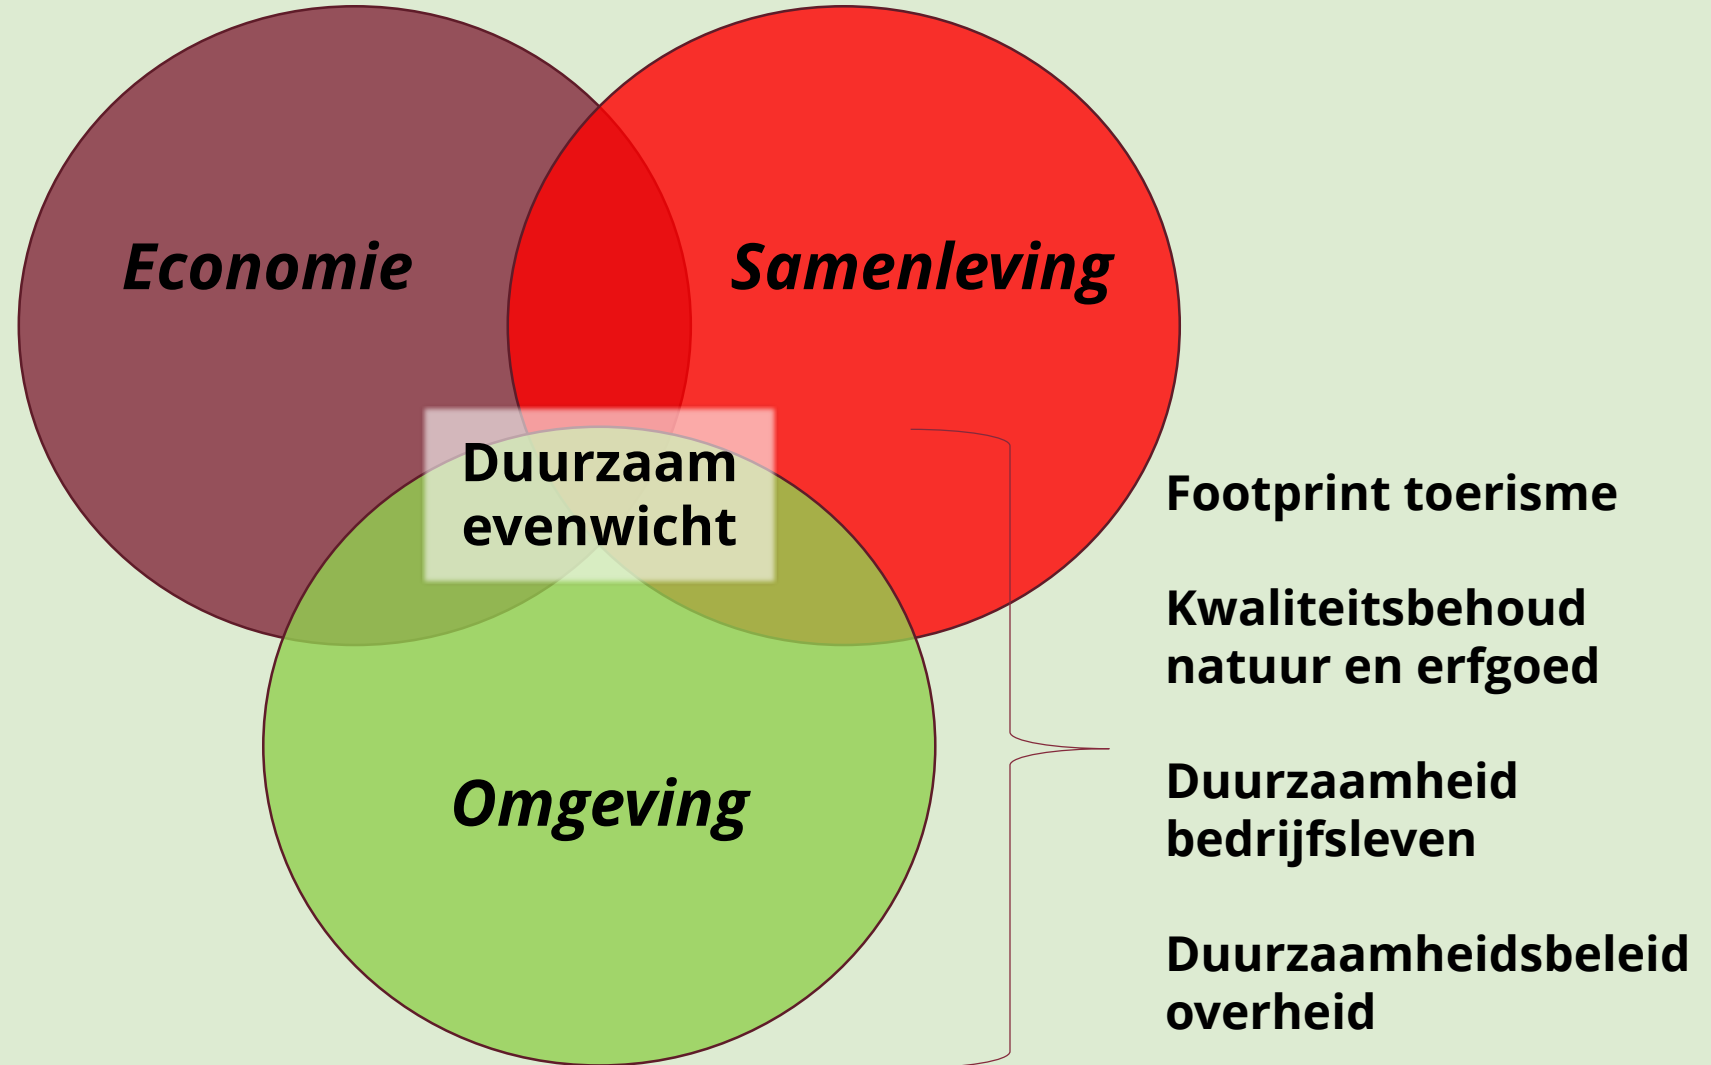 Economie
Samenleving
Duurzaam
evenwicht
Omgeving
Footprint toerisme
Kwaliteitsbehoud
natuur en erfgoed
Duurzaamheid
bedrijfsleven
Duurzaamheidsbeleid
overheid